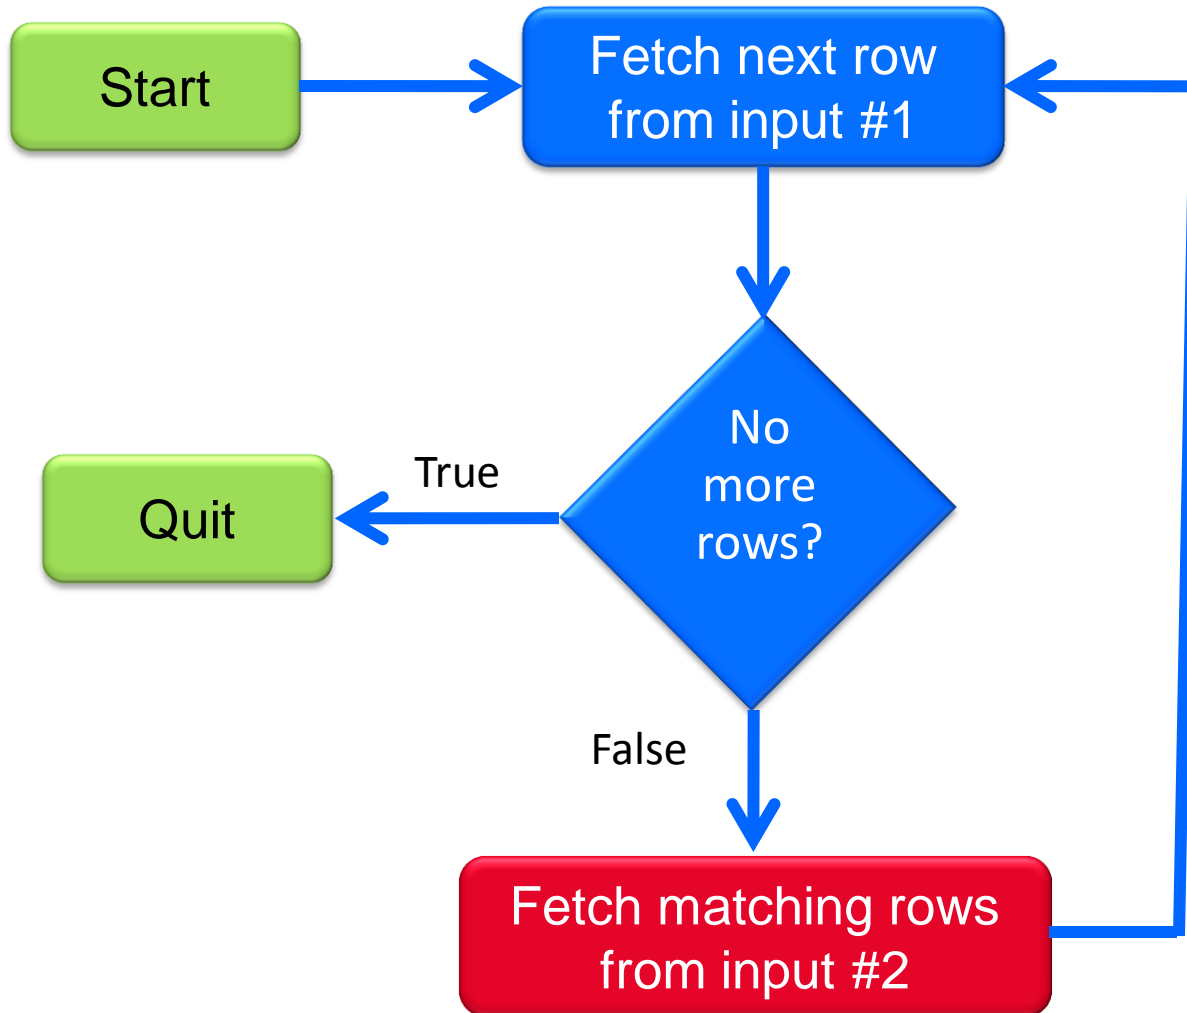 Start
Fetch next row
from input #1
No
more
rows?
True
Quit
False
Fetch matching rows
from input #2